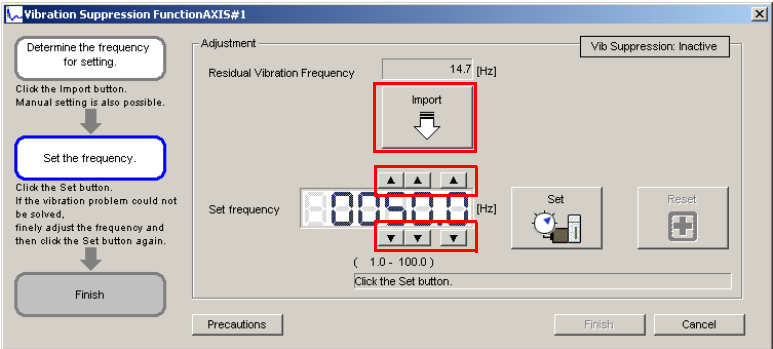 Vibration Suppression FunctionAXIS#1
Determine the frequency
for setting.
Click the Import button.
Manual setting is also possible.
Set the frequency.
Click the Set button.
If the vibration problem could not
be solved,
finely adjust the frequency and
then click the Set button again.
Finish
Adjustment
Vib Suppression: Inactive
Residual Vibration Frequency
14.7 [Hz]
Import
Set frequency
0050.0 [Hz]
Set
Reset
( 1.0 - 100.0 )
Click the Set button.
Precautions
Finish
Cancel